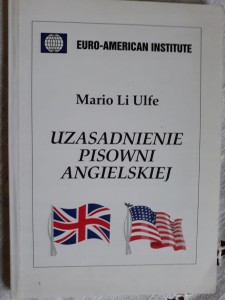 EURO-AMERICAN INSTITUTE
Mario Li Ulfe
UZASADNIENIE
PISOWNI
ANGIELSKIEJ